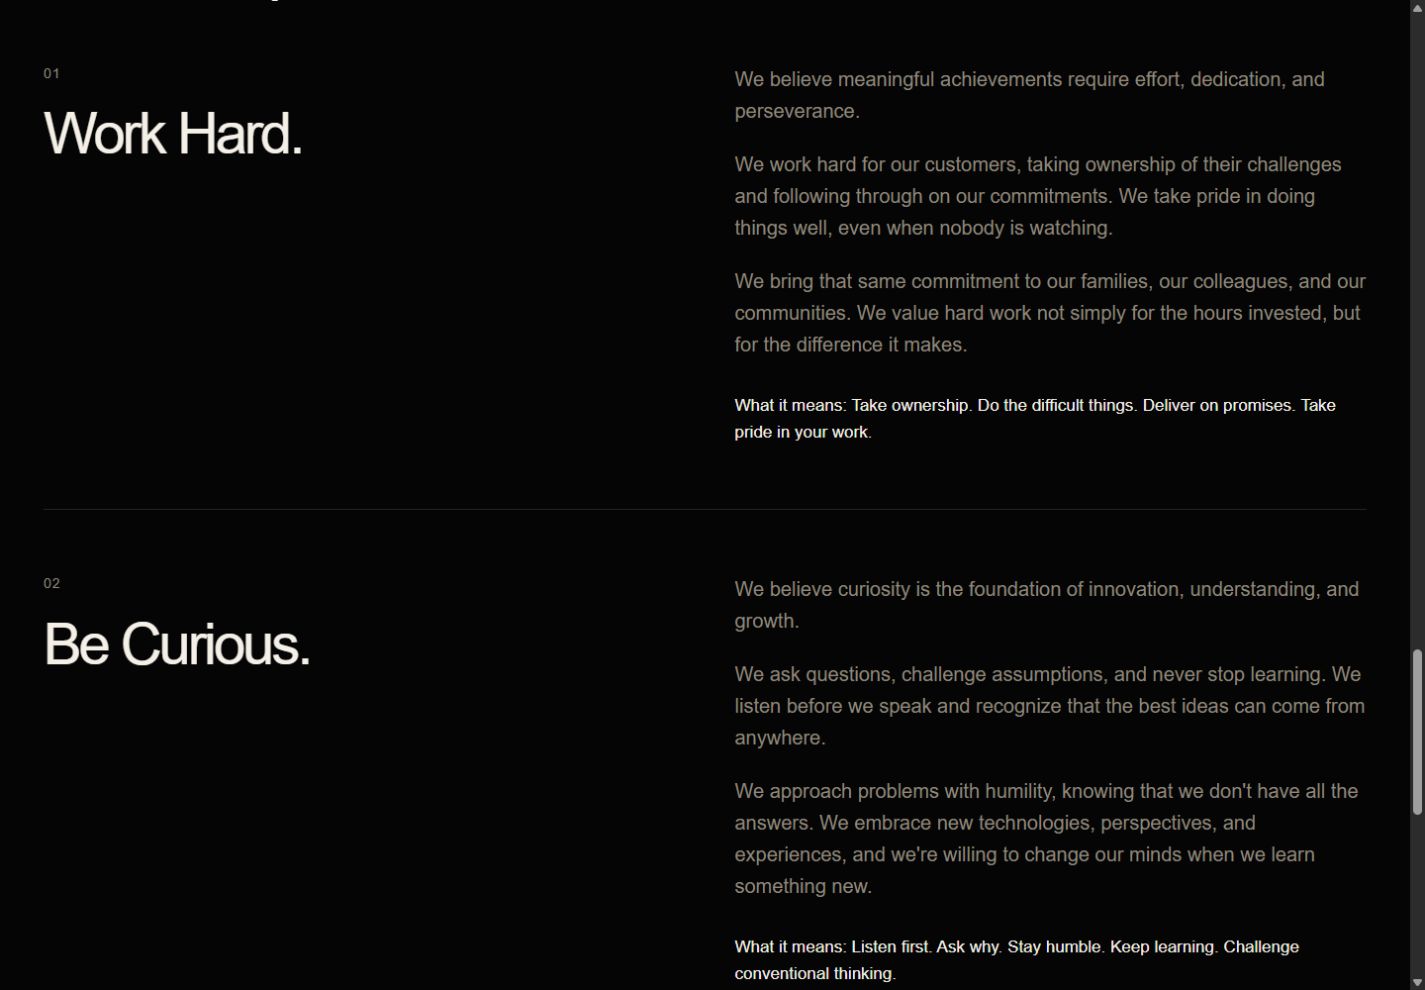 01
Work Hard.
We believe meaningful achievements require effort, dedication, and
perseverance.
We work hard for our customers, taking ownership of their challenges
and following through on our commitments. We take pride in doing
things well, even when nobody is watching.
We bring that same commitment to our families, our colleagues, and our
communities. We value hard work not simply for the hours invested, but
for the difference it makes.
What it means: Take ownership. Do the difficult things. Deliver on promises. Take
pride in your work.
02
Be Curious.
We believe curiosity is the foundation of innovation, understanding, and
growth.
We ask questions, challenge assumptions, and never stop learning. We
listen before we speak and recognize that the best ideas can come from
anywhere.
We approach problems with humility, knowing that we don't have all the
answers. We embrace new technologies, perspectives, and
experiences, and we're willing to change our minds when we learn
something new.
What it means: Listen first. Ask why. Stay humble. Keep learning. Challenge
conventional thinking.